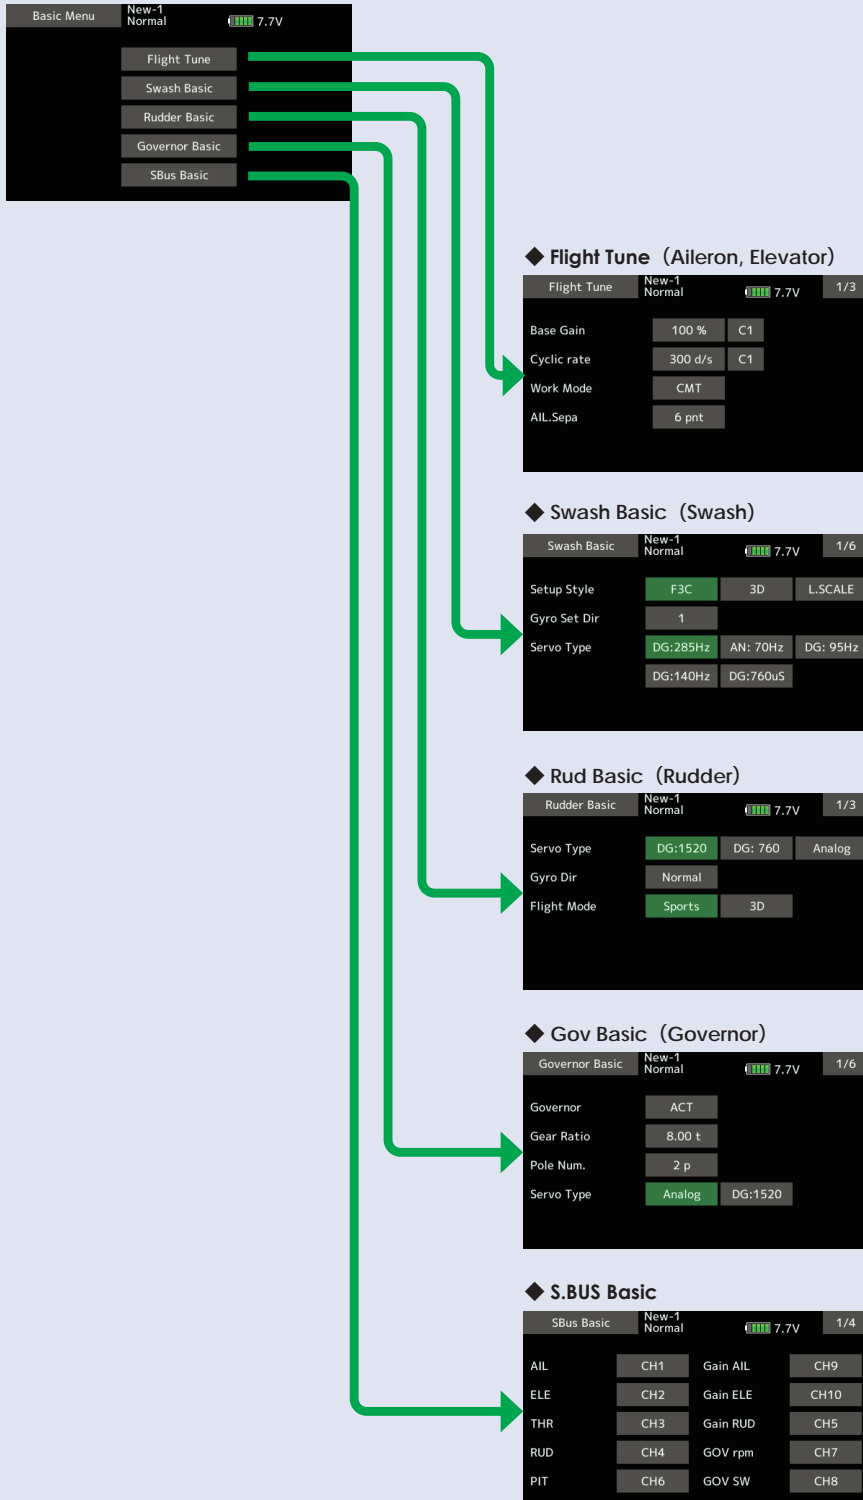 Basic Menu New-1 Normal 7.7V
Flight Tune
Swash Basic
Rudder Basic
Governor Basic
SBus Basic
◆ Flight Tune（Aileron, Elevator）
Flight Tune New-1 Normal 7.7V 1/3
Base Gain 100 % C1
Cyclic rate 300 d/s C1
Work Mode CMT
AIL.Sepa 6 pnt
◆ Swash Basic（Swash）
Swash Basic New-1 Normal 7.7V 1/6
Setup Style F3C 3D L.SCALE
Gyro Set Dir 1
Servo Type DG:285Hz AN: 70Hz DG: 95Hz
DG:140Hz DG:760uS
◆ Rud Basic（Rudder）
Rudder Basic New-1 Normal 7.7V 1/3
Servo Type DG:1520 DG: 760 Analog
Gyro Dir Normal
Flight Mode Sports 3D
◆ Gov Basic（Governor）
Governor Basic New-1 Normal 7.7V 1/6
Governor ACT
Gear Ratio 8.00 t
Pole Num. 2 p
Servo Type Analog DG:1520
◆ S.BUS Basic
SBus Basic New-1 Normal 7.7V 1/4
AIL CH1 Gain AIL CH9
ELE CH2 Gain ELE CH10
THR CH3 Gain RUD CH5
RUD CH4 GOV rpm CH7
PIT CH6 GOV SW CH8